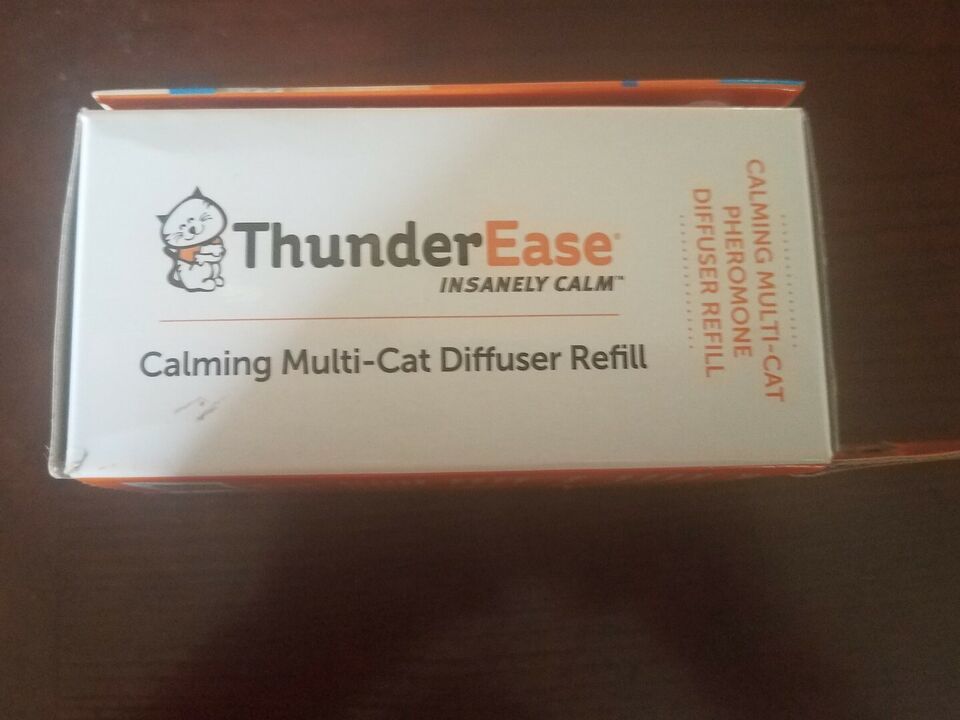 ThunderEase®
INSANELY CALM™
Calming Multi-Cat Diffuser Refill
CALMING MULTI-CAT
PHEROMONE
DIFFUSER REFILL